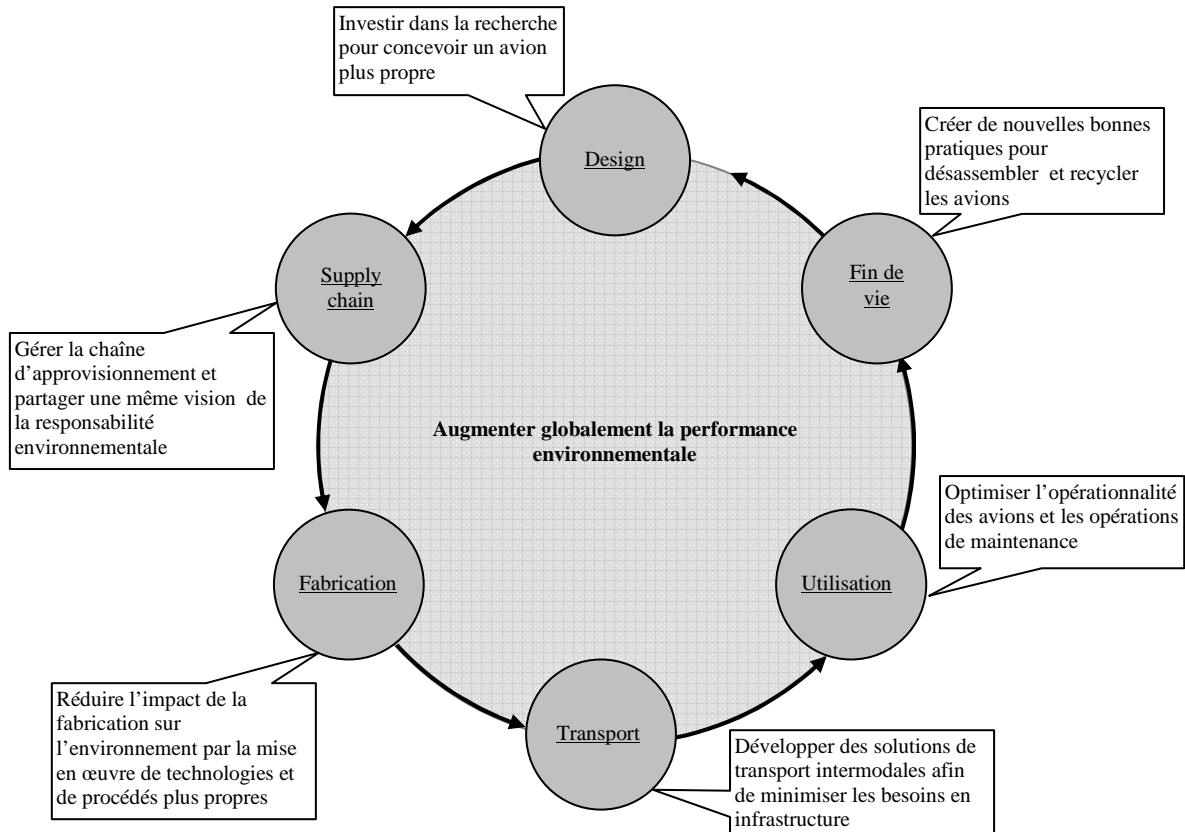 Investir dans la recherche
pour concevoir un avion
plus propre
Design
Créer de nouvelles bonnes
pratiques pour
désassembler et recycler
les avions
Supply
chain
Fin de
vie
Gérer la chaîne
d'approvisionnement et
partager une même vision de
la responsabilité
environnementale
Augmenter globalement la performance
environnementale
Optimiser l'opérationnalité
des avions et les opérations
de maintenance
Fabrication
Utilisation
Réduire l'impact de la
fabrication sur
l'environnement par la mise
en œuvre de technologies et
de procédés plus propres
Transport
Développer des solutions de
transport intermodales afin
de minimiser les besoins en
infrastructure